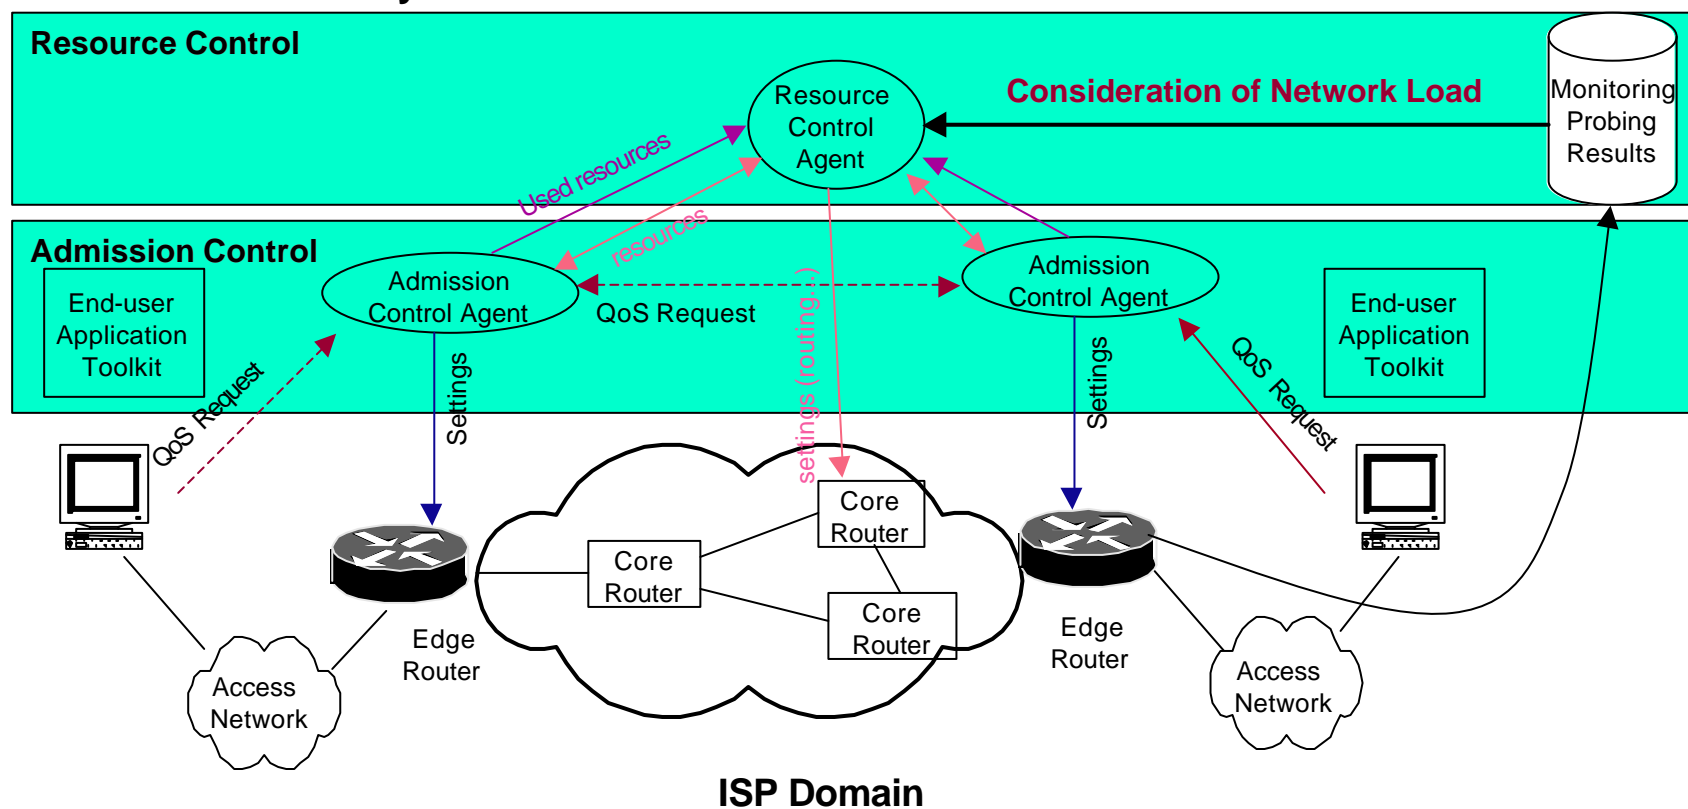 Resource Control
Resource
Control
Agent
Consideration of Network Load
Monitoring
Probing
Results
Used resources
resources
Admission Control
End-user
Application
Toolkit
Admission
Control Agent
QoS Request
Admission
Control Agent
End-user
Application
Toolkit
QoS Request
Settings
settings (routing...)
Settings
QoS Request
Core
Router
Core
Router
Core
Router
Edge
Router
Edge
Router
Access
Network
Access
Network
ISP Domain